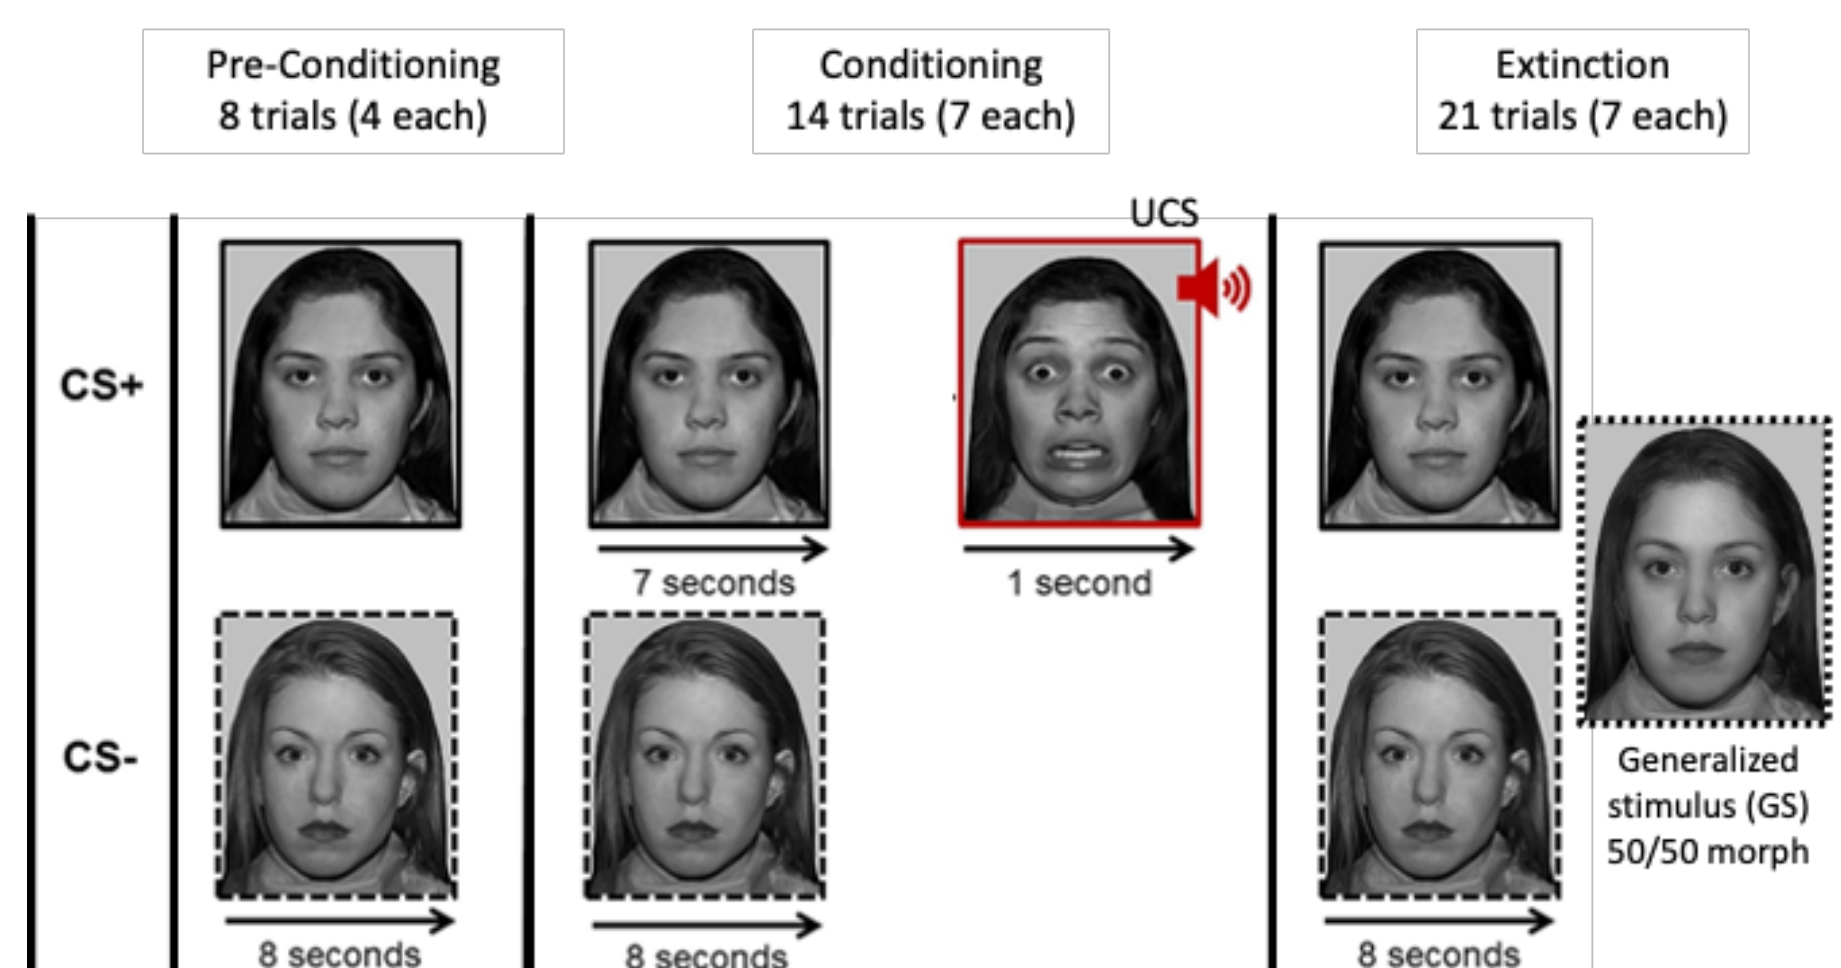 Pre-Conditioning
8 trials (4 each)
Conditioning
14 trials (7 each)
Extinction
21 trials (7 each)
UCS
CS+
7 seconds
1 second
CS-
Generalized
stimulus (GS)
50/50 morph
8 seconds
8 seconds
8 seconds